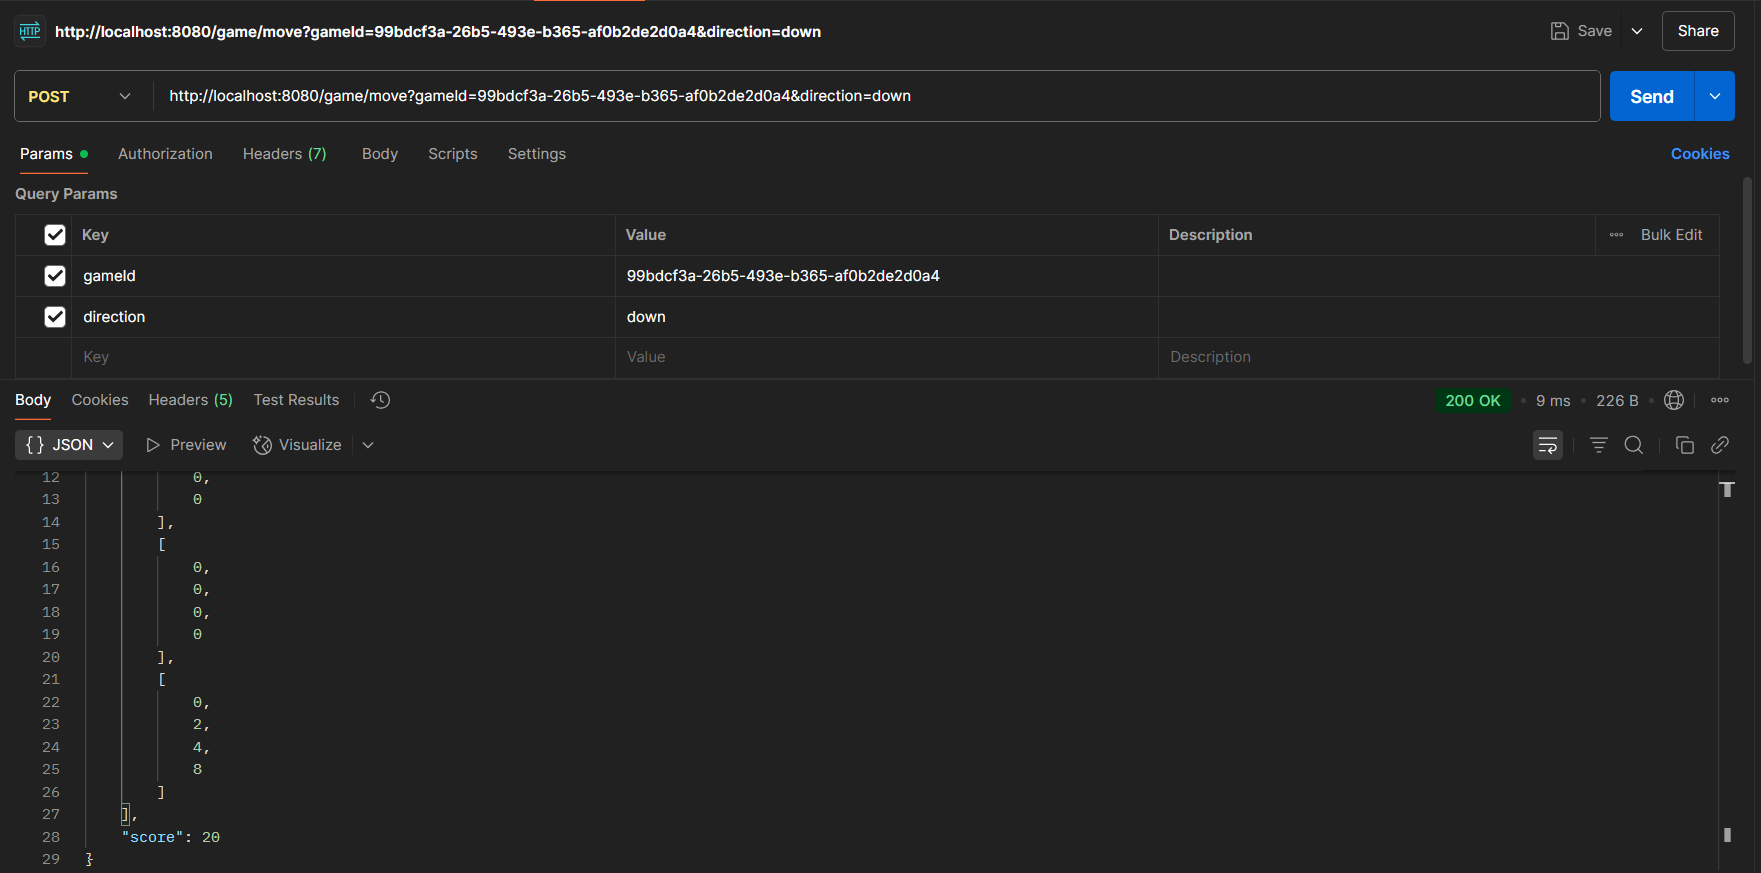 HTTP http://localhost:8080/game/move?gameId=99bdcf3a-26b5-493e-b365-af0b2de2d0a4&direction=down Save Share
POST http://localhost:8080/game/move?gameId=99bdcf3a-26b5-493e-b365-af0b2de2d0a4&direction=down Send
Params Authorization Headers (7) Body Scripts Settings Cookies
Query Params
Key Value Description Bulk Edit
gameId 99bdcf3a-26b5-493e-b365-af0b2de2d0a4
direction down
Key Value Description
Body Cookies Headers (5) Test Results 200 OK • 9 ms • 226 B •
{} JSON Preview Visualize
12 0,
13 0
14 ],
15 [
16 0,
17 0,
18 0,
19 0
20 ],
21 [
22 0,
23 2,
24 4,
25 8
26 ]
27 ],
28 "score": 20
29 }